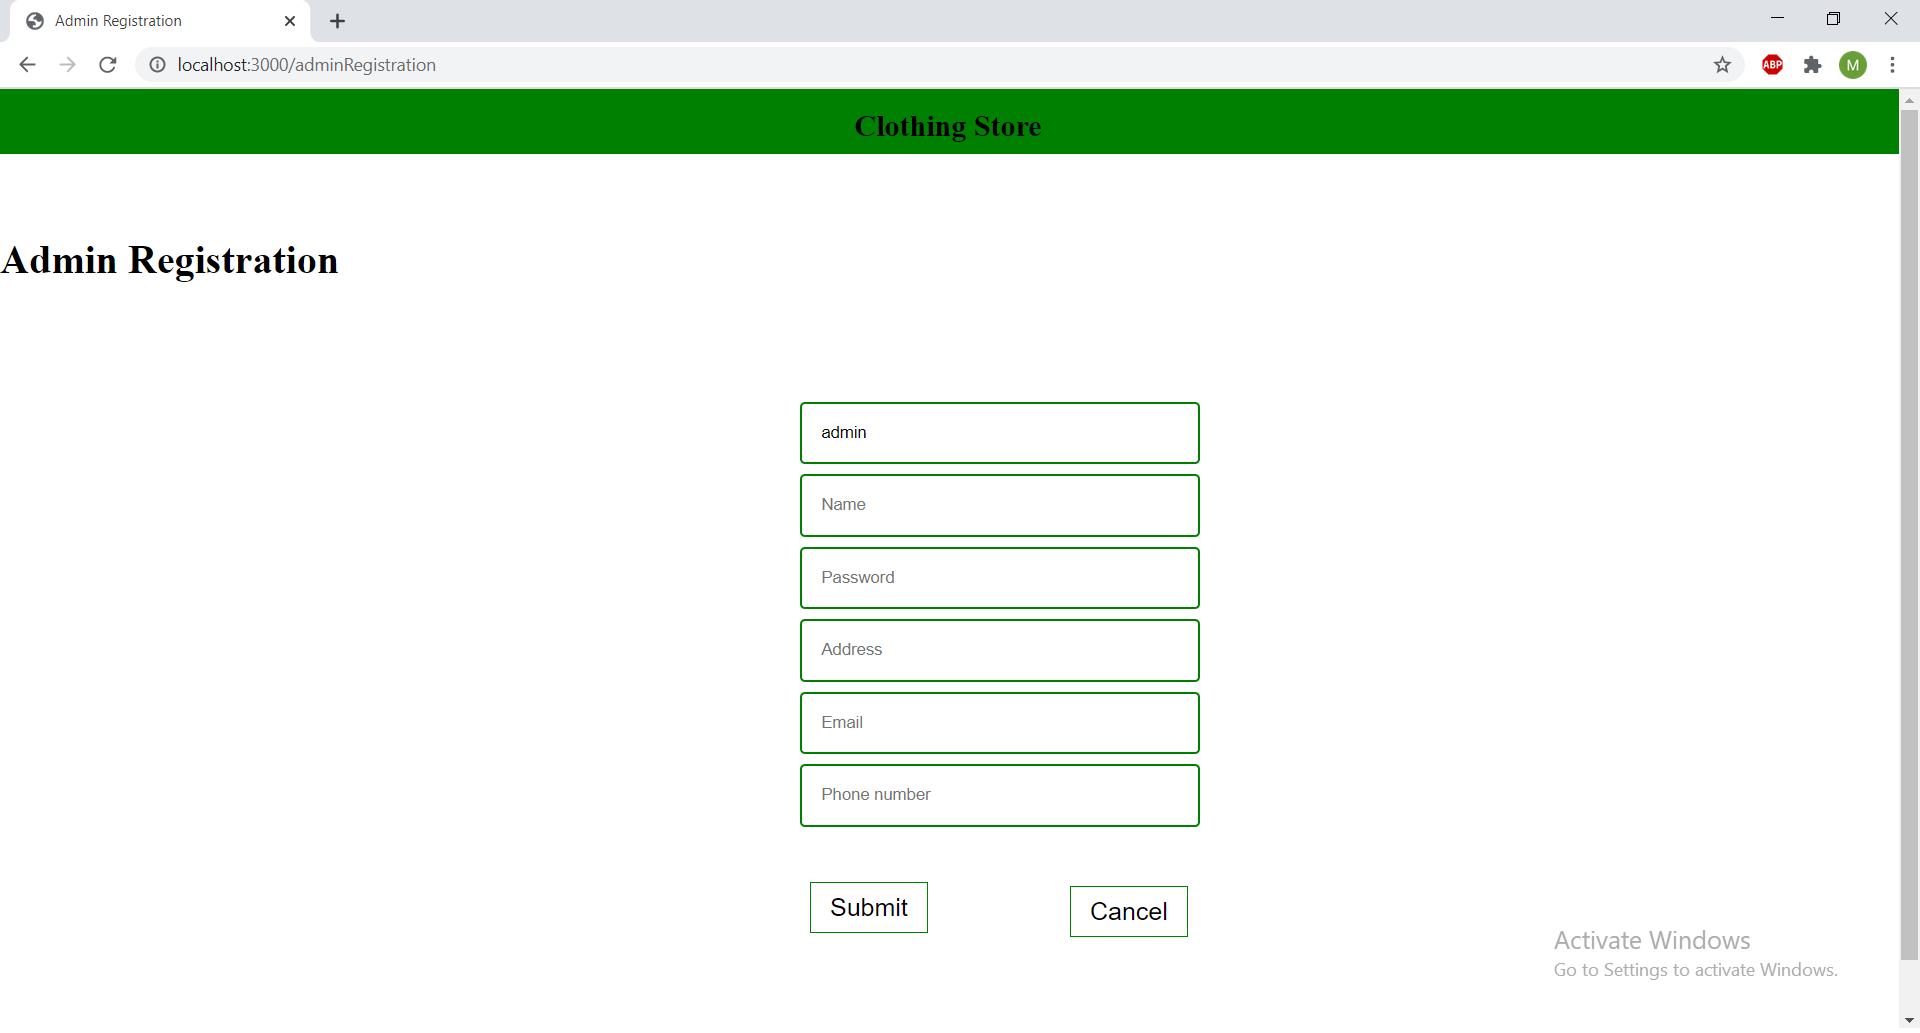 Admin Registration
localhost:3000/adminRegistration
ABP
M
Clothing Store
Admin Registration
admin
Name
Password
Address
Email
Phone number
Submit
Cancel
Activate Windows
Go to Settings to activate Windows.